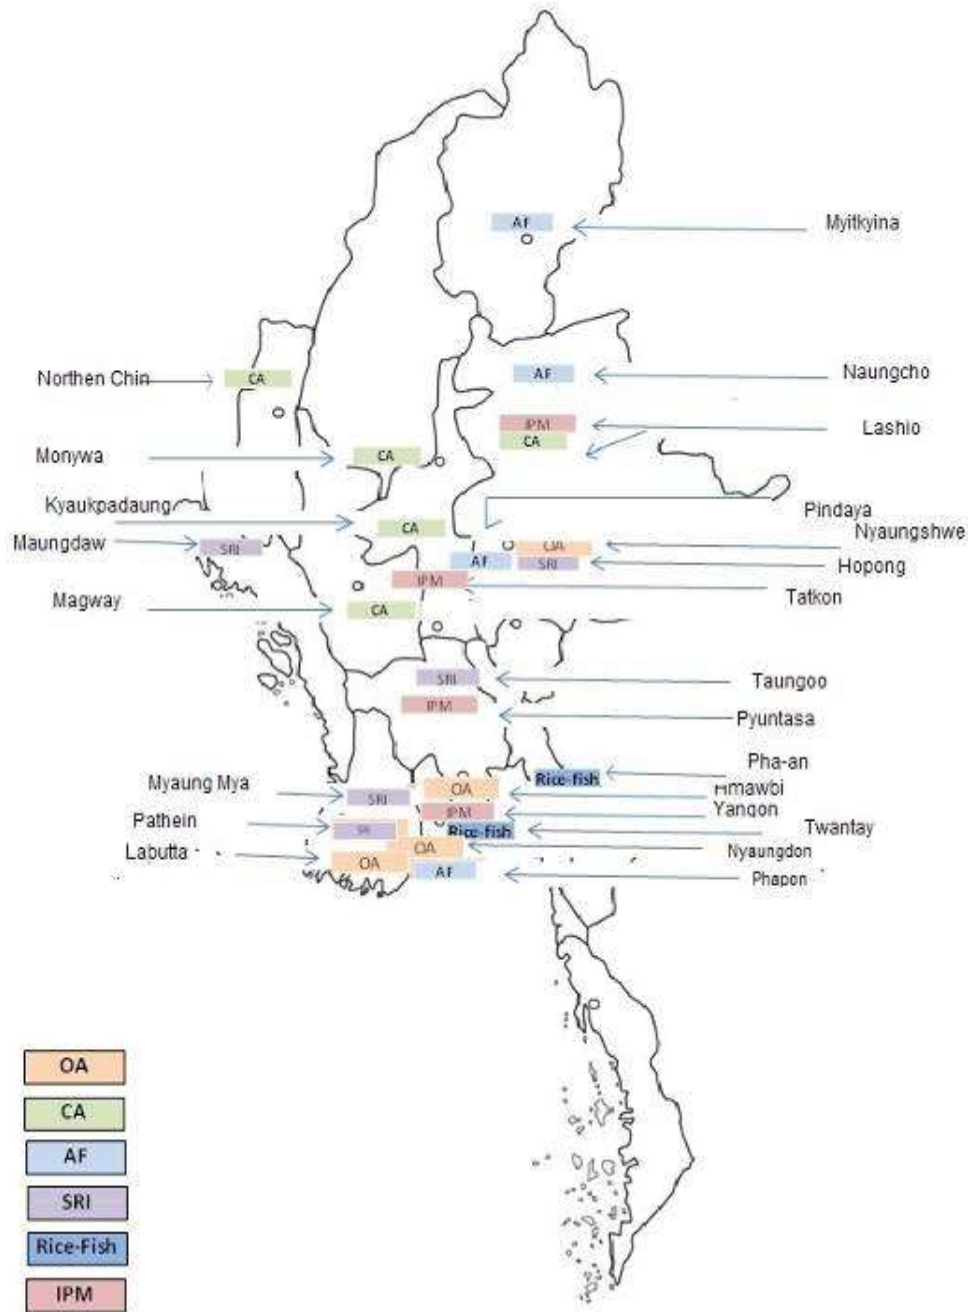 AF
Myitkyina
Northen Chin
CA
AF
Naungcho
IPM
Lashio
CA
Monywa
CA
Kyaukpadaung
Pindaya
CA
Nyaungshwe
Maungdaw
SRI
OA
AF
SRI
Hopong
IPM
Tatkon
Magway
CA
SRI
Taungoo
IPM
Pyuntasa
Pha-an
Rice-fish
Myaung Mya
SRI
OA
Hmawbi
IPM
Yangon
Pathein
Rice-fish
Twantay
Labutta
OA
OA
Nyaungdon
AF
Phapon
OA
CA
AF
SRI
Rice-Fish
IPM